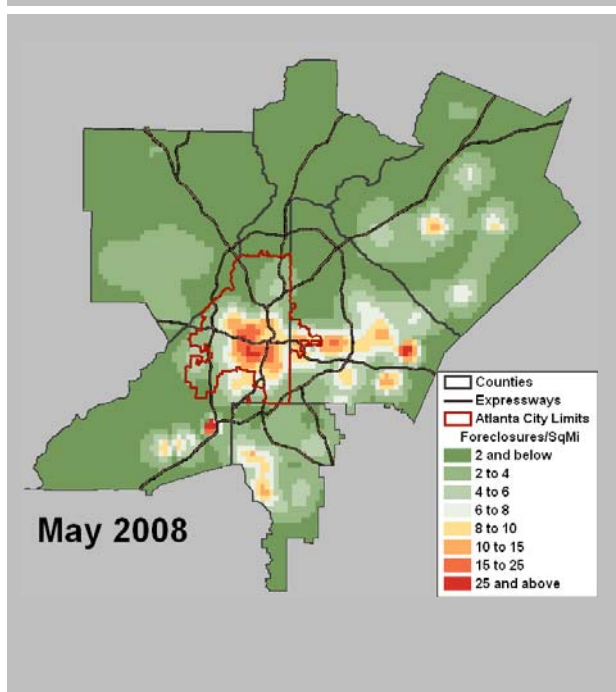 Counties
Expressways
Atlanta City Limits
Foreclosures/SqMi
2 and below
2 to 4
4 to 6
6 to 8
8 to 10
10 to 15
15 to 25
25 and above
May 2008